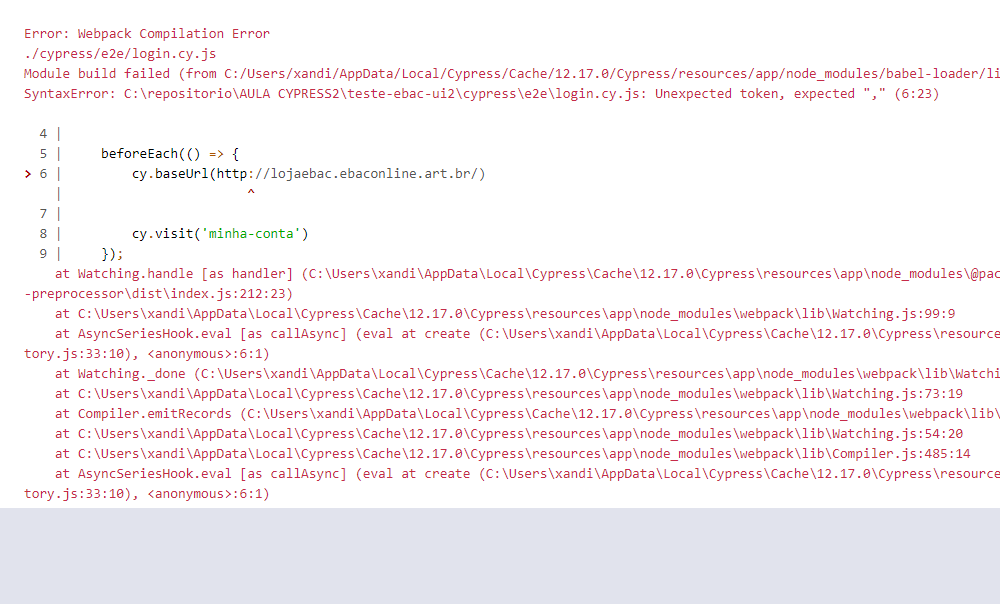 Error: Webpack Compilation Error
./cypress/e2e/login.cy.js
Module build failed (from C:/Users/xandi/AppData/Local/Cypress/Cache/12.17.0/Cypress/resources/app/node_modules/babel-loader/li
SyntaxError: C:\repositorio\AULA CYPRESS2\teste-ebac-ui2\cypress\e2e\login.cy.js: Unexpected token, expected "," (6:23)
4 |
5 |     beforeEach(() => {
> 6 |         cy.baseUrl(http://lojaebac.ebaconline.art.br/)
|                        ^
7 |
8 |         cy.visit('minha-conta')
9 |     });
at Watching.handle [as handler] (C:\Users\xandi\AppData\Local\Cypress\Cache\12.17.0\Cypress\resources\app\node_modules\@pac
-preprocessor\dist\index.js:212:23)
at C:\Users\xandi\AppData\Local\Cypress\Cache\12.17.0\Cypress\resources\app\node_modules\webpack\lib\Watching.js:99:9
at AsyncSeriesHook.eval [as callAsync] (eval at create (C:\Users\xandi\AppData\Local\Cypress\Cache\12.17.0\Cypress\resource
tory.js:33:10), <anonymous>:6:1)
at Watching._done (C:\Users\xandi\AppData\Local\Cypress\Cache\12.17.0\Cypress\resources\app\node_modules\webpack\lib\Watchi
at C:\Users\xandi\AppData\Local\Cypress\Cache\12.17.0\Cypress\resources\app\node_modules\webpack\lib\Watching.js:73:19
at Compiler.emitRecords (C:\Users\xandi\AppData\Local\Cypress\Cache\12.17.0\Cypress\resources\app\node_modules\webpack\lib\
at C:\Users\xandi\AppData\Local\Cypress\Cache\12.17.0\Cypress\resources\app\node_modules\webpack\lib\Watching.js:54:20
at C:\Users\xandi\AppData\Local\Cypress\Cache\12.17.0\Cypress\resources\app\node_modules\webpack\lib\Compiler.js:485:14
at AsyncSeriesHook.eval [as callAsync] (eval at create (C:\Users\xandi\AppData\Local\Cypress\Cache\12.17.0\Cypress\resource
tory.js:33:10), <anonymous>:6:1)